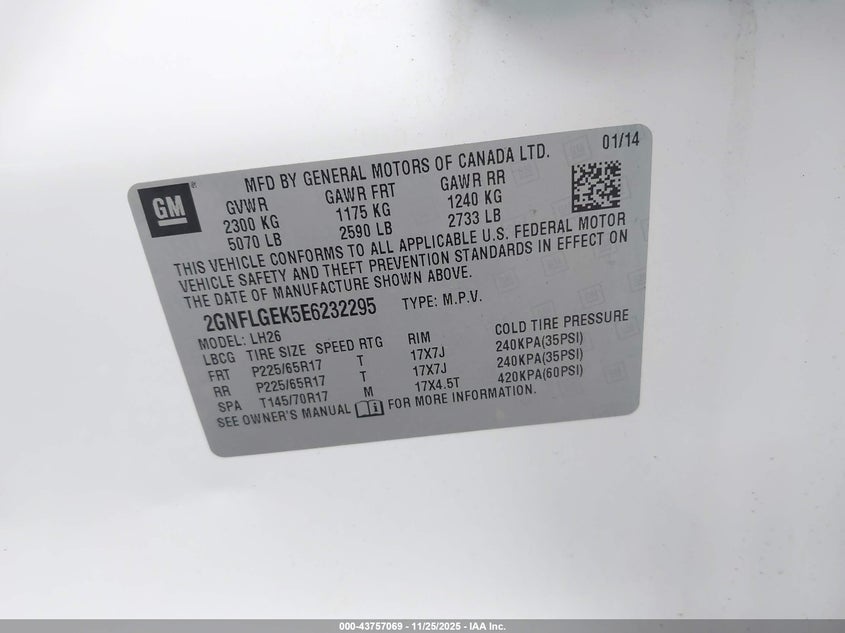 GM
MFD BY GENERAL MOTORS OF CANADA LTD. 01/14
GVWR GAWR FRT GAWR RR
2300 KG 1175 KG 1240 KG
5070 LB 2590 LB 2733 LB
THIS VEHICLE CONFORMS TO ALL APPLICABLE U.S. FEDERAL MOTOR
VEHICLE SAFETY AND THEFT PREVENTION STANDARDS IN EFFECT ON
THE DATE OF MANUFACTURE SHOWN ABOVE.
2GNFLGEK5E6232295 TYPE: M.P.V.
MODEL: LH26
LBCG TIRE SIZE SPEED RTG RIM COLD TIRE PRESSURE
FRT P225/65R17 T 17X7J 240KPA(35PSI)
RR P225/65R17 T 17X7J 240KPA(35PSI)
SPA T145/70R17 M 17X4.5T 420KPA(60PSI)
SEE OWNER'S MANUAL FOR MORE INFORMATION.
000-43757069 - 11/25/2025 - IAA Inc.